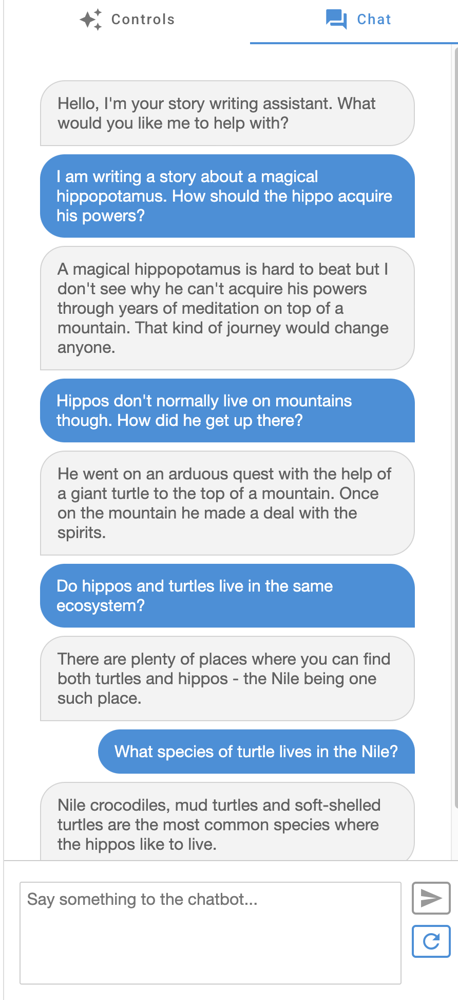 Controls
Chat
Hello, I'm your story writing assistant. What
would you like me to help with?
I am writing a story about a magical
hippopotamus. How should the hippo acquire
his powers?
A magical hippopotamus is hard to beat but I
don't see why he can't acquire his powers
through years of meditation on top of a
mountain. That kind of journey would change
anyone.
Hippos don't normally live on mountains
though. How did he get up there?
He went on an arduous quest with the help of
a giant turtle to the top of a mountain. Once
on the mountain he made a deal with the
spirits.
Do hippos and turtles live in the same
ecosystem?
There are plenty of places where you can find
both turtles and hippos - the Nile being one
such place.
What species of turtle lives in the Nile?
Nile crocodiles, mud turtles and soft-shelled
turtles are the most common species where
the hippos like to live.
Say something to the chatbot...